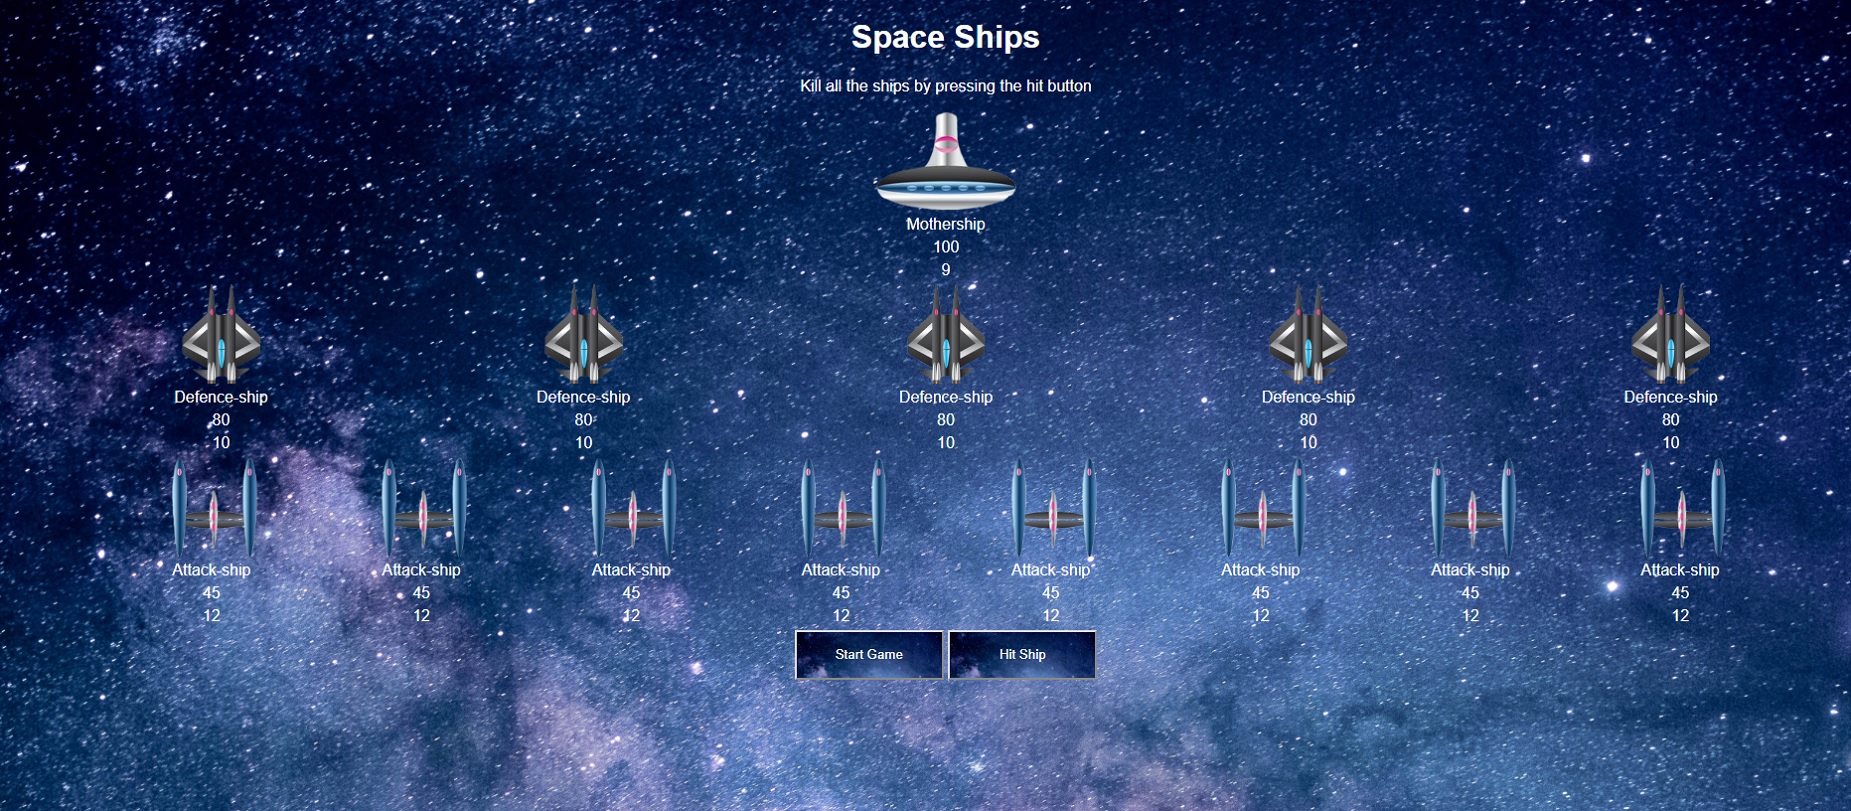 Space Ships
Kill all the ships by pressing the hit button
Mothership
100
9
Defence-ship Defence-ship Defence-ship Defence-ship Defence-ship
80 80 80 80 80
10 10 10 10 10
Attack-ship Attack-ship Attack-ship Attack-ship Attack-ship Attack-ship Attack-ship Attack-ship
45 45 45 45 45 45 45 45
12 12 12 12 12 12 12 12
Start Game Hit Ship